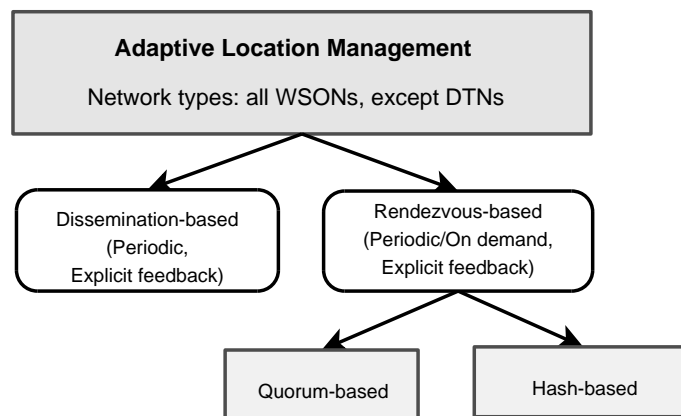 Adaptive Location Management
Network types: all WSONs, except DTNs
Dissemination-based
(Periodic,
Explicit feedback)
Rendezvous-based
(Periodic/On demand,
Explicit feedback)
Quorum-based
Hash-based